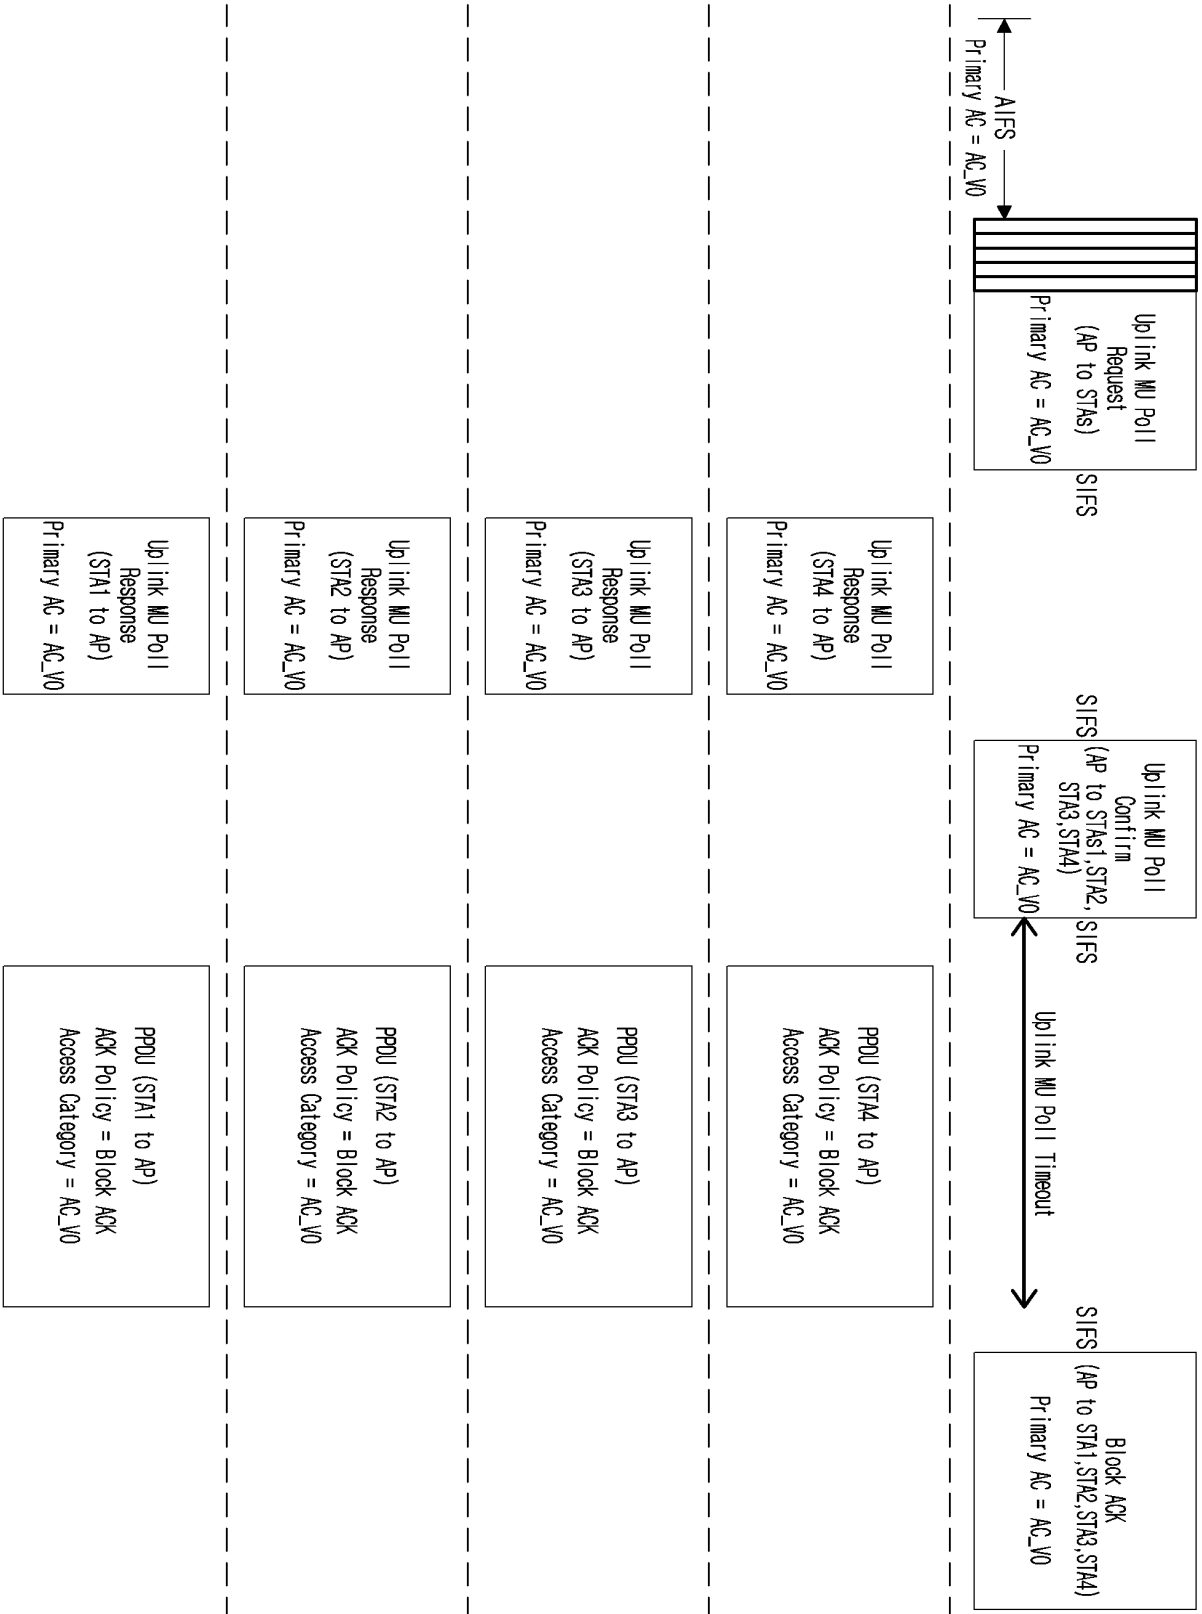 AIFS
Primary AC = AC_VO
Uplink MU Poll
Request
(AP to STAs)
Primary AC = AC_VO
SIFS
SIFS
Uplink MU Poll
Confirm
(AP to STAs1,STA2,
STA3,STA4)
Primary AC = AC_VO
SIFS
Uplink MU Poll Timeout
SIFS
Block ACK
(AP to STA1,STA2,STA3,STA4)
Primary AC = AC_VO
Uplink MU Poll
Response
(STA4 to AP)
Primary AC = AC_VO
PPDU (STA4 to AP)
ACK Policy = Block ACK
Access Category = AC_VO
Uplink MU Poll
Response
(STA3 to AP)
Primary AC = AC_VO
PPDU (STA3 to AP)
ACK Policy = Block ACK
Access Category = AC_VO
Uplink MU Poll
Response
(STA2 to AP)
Primary AC = AC_VO
PPDU (STA2 to AP)
ACK Policy = Block ACK
Access Category = AC_VO
Uplink MU Poll
Response
(STA1 to AP)
Primary AC = AC_VO
PPDU (STA1 to AP)
ACK Policy = Block ACK
Access Category = AC_VO